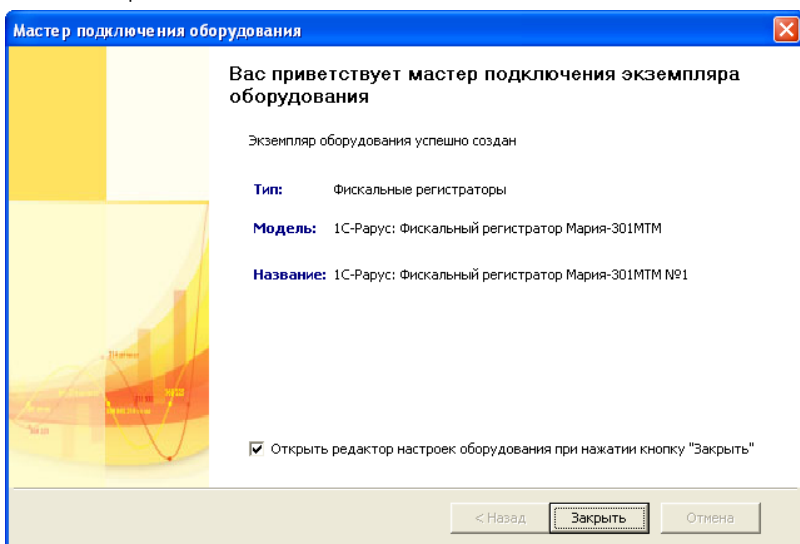 Мастер подключения оборудования
Вас приветствует мастер подключения экземпляра
оборудования
Экземпляр оборудования успешно создан
Тип: Фискальные регистраторы
Модель: 1С-Рарус: Фискальный регистратор Мария-301МТМ
Название: 1С-Рарус: Фискальный регистратор Мария-301МТМ №1
Открыть редактор настроек оборудования при нажатии кнопку "Закрыть"
< Назад Закрыть Отмена